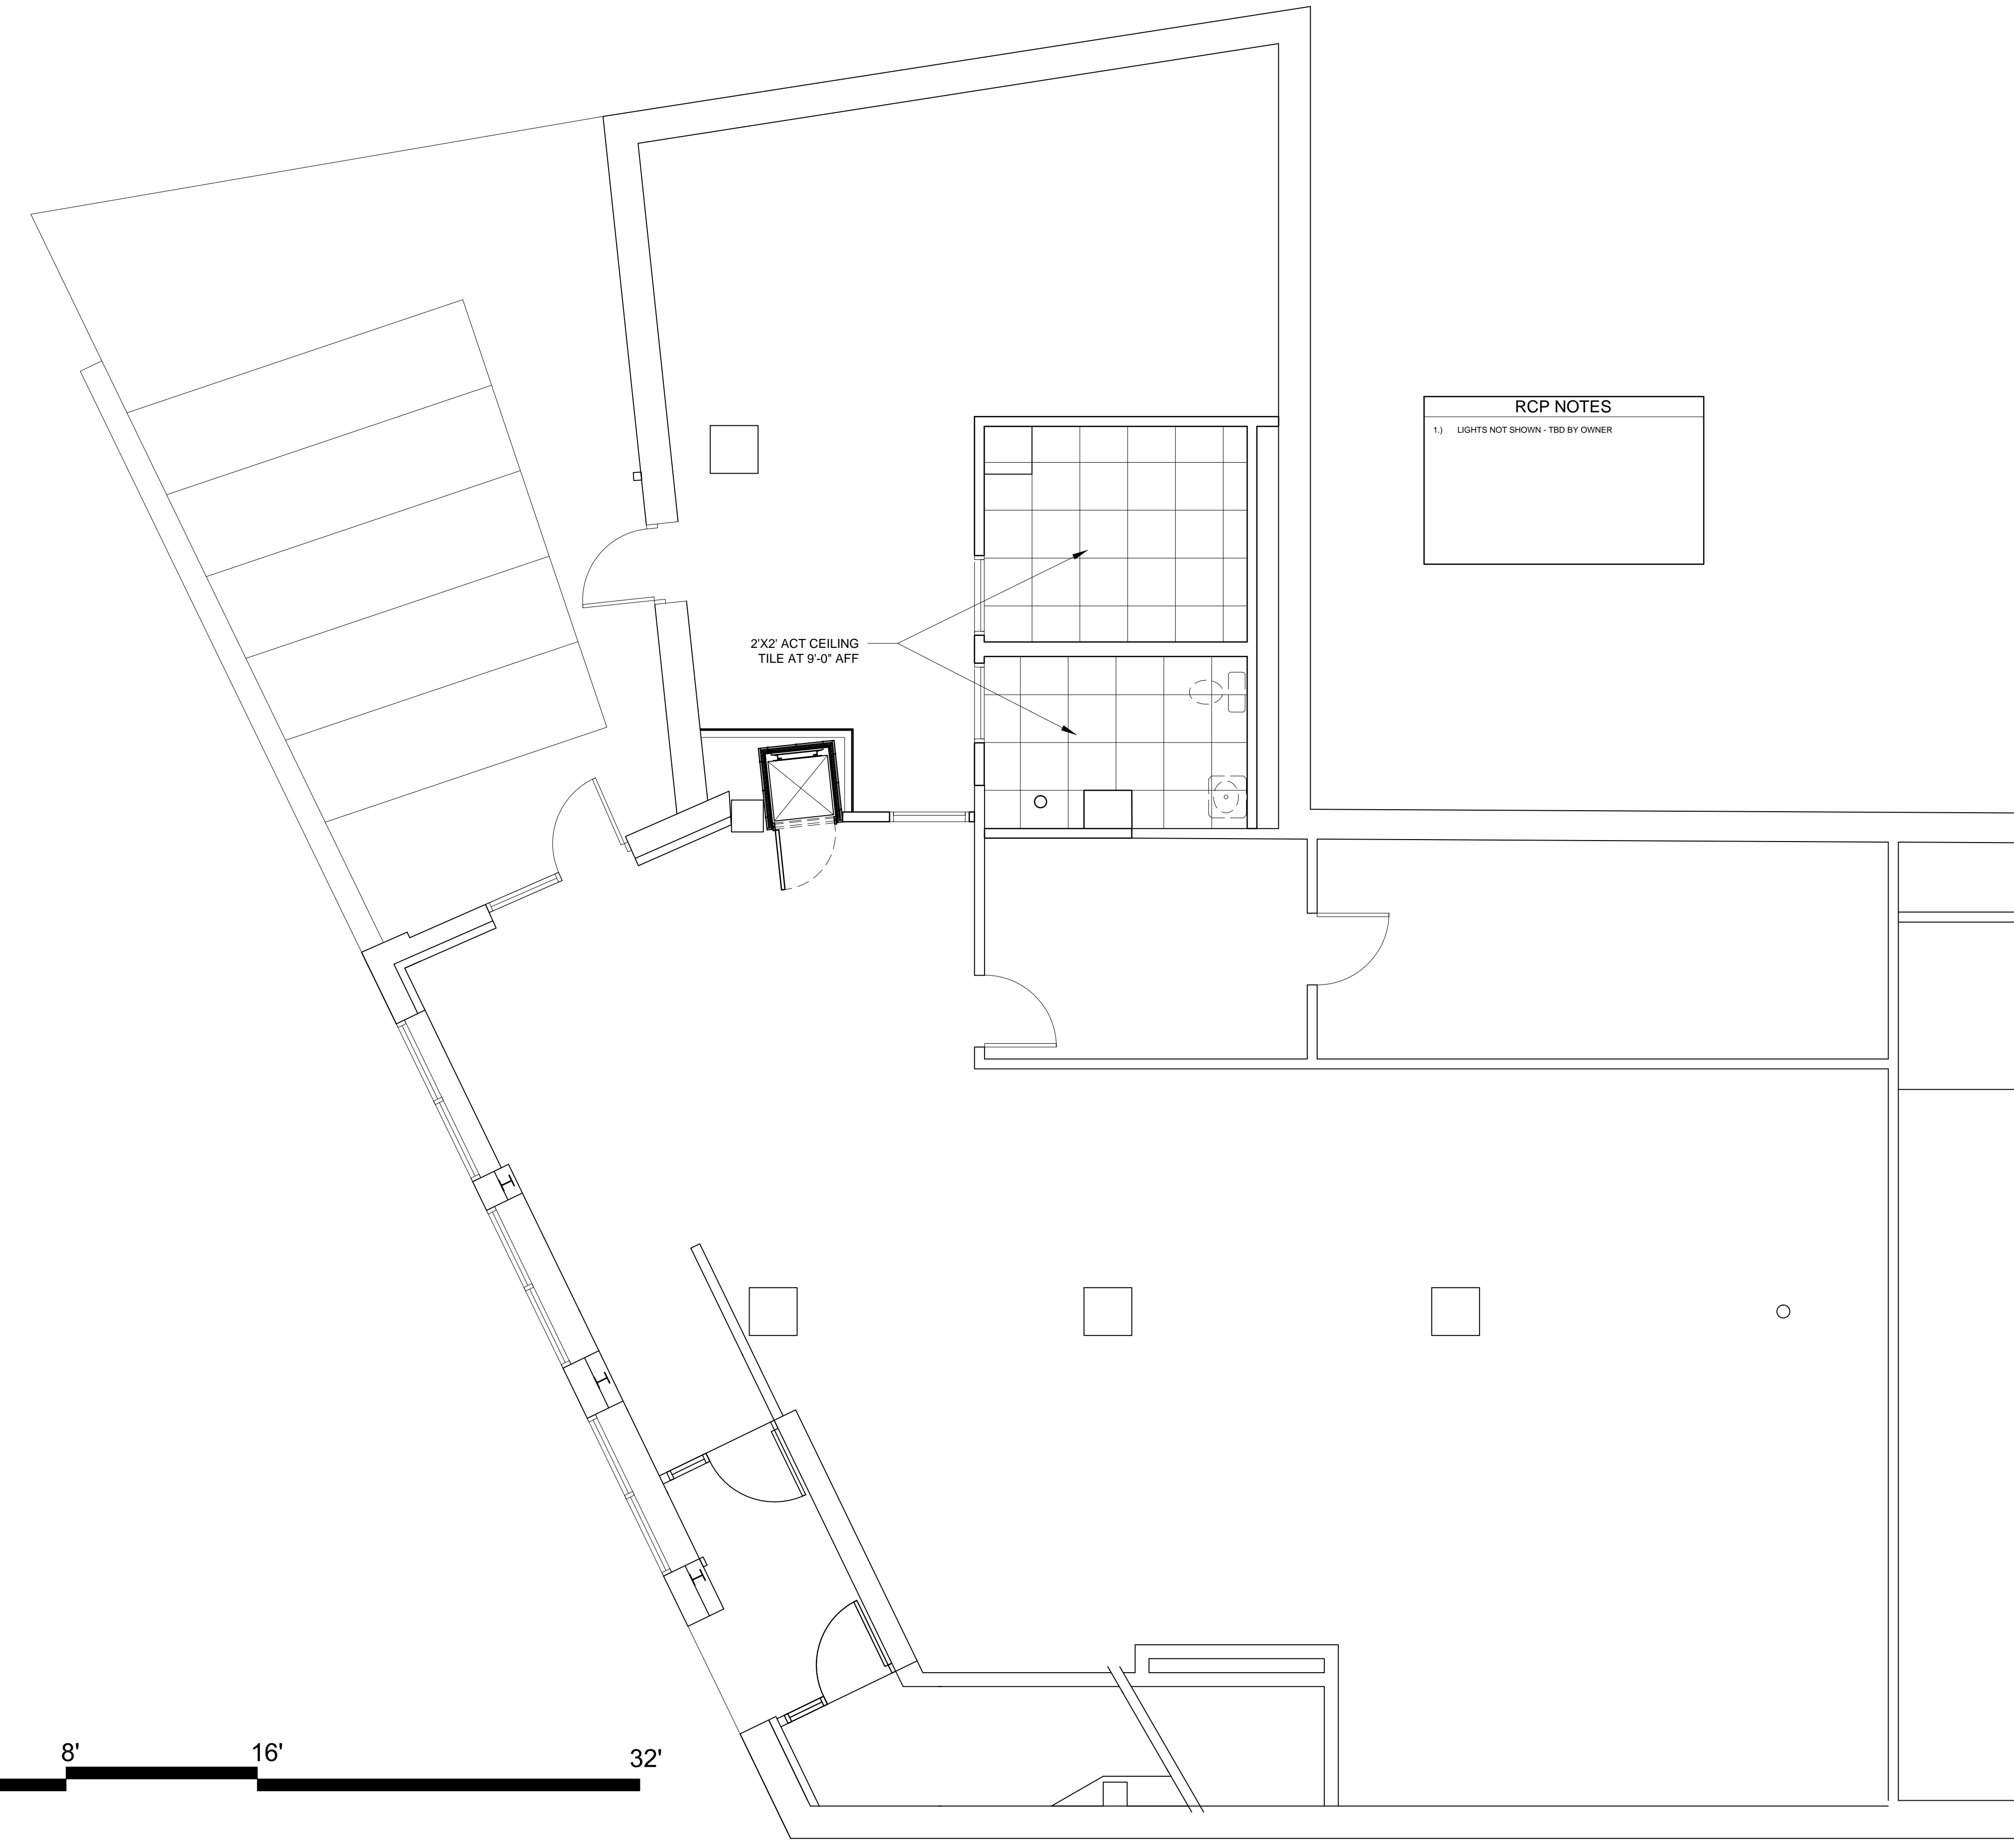 RCP NOTES
1.) LIGHTS NOT SHOWN - TBD BY OWNER
2'X2' ACT CEILING
TILE AT 9'-0" AFF
8' 16' 32'